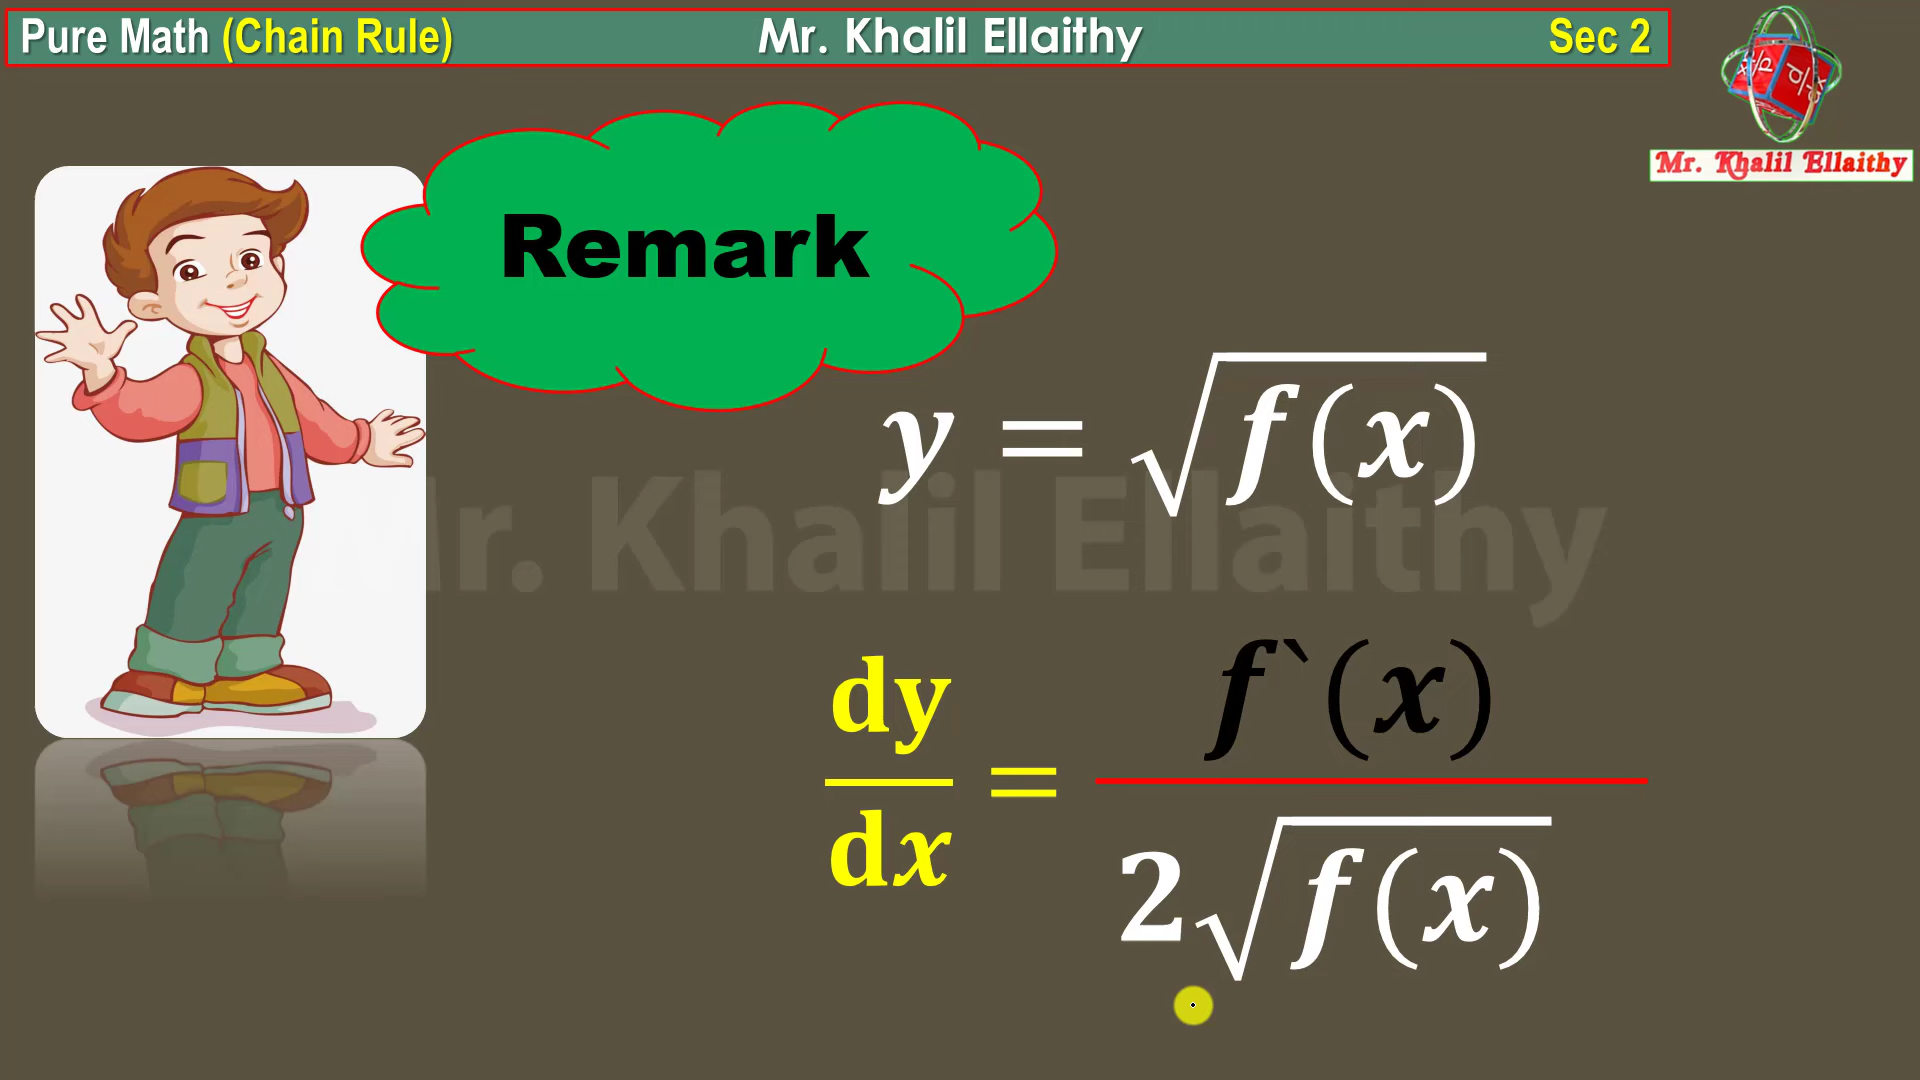 Pure Math (Chain Rule) Mr. Khalil Ellaithy Sec 2
Mr. Khalil Ellaithy
Remark
y = √f(x)
Mr. Khalil Ellaithy
dy/dx = f`(x) / 2√f(x)